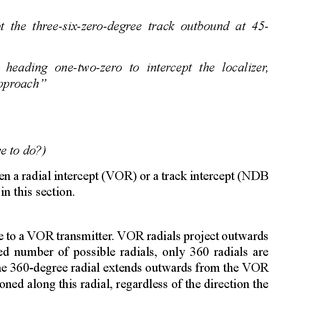 the three-six-zero-degree track outbound at 45-
heading one-two-zero to intercept the localizer,
pproach”
e to do?)
en a radial intercept (VOR) or a track intercept (NDB
in this section.
e to a VOR transmitter. VOR radials project outwards
ed number of possible radials, only 360 radials are
e 360-degree radial extends outwards from the VOR
oned along this radial, regardless of the direction the